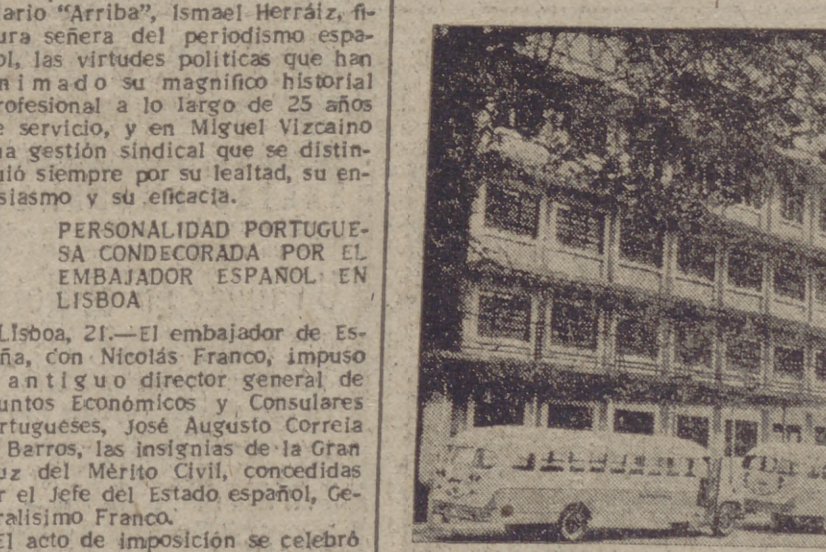 ario "Arriba", Ismael Herráiz, fi-
ura señera del periodismo espa-
ol, las virtudes politicas que han
nimado su magnífico historial
rofesional a lo largo de 25 años
e servicio, y en Miguel Vizcaino
na gestión sindical que se distin-
uió siempre por su lealtad, su en-
siasmo y su eficacia.
PERSONALIDAD PORTUGUE-
SA CONDECORADA POR EL
EMBAJADOR ESPAÑOL EN
LISBOA
Lisboa, 21.—El embajador de Es-
ña, don Nicolás Franco, impuso
antiguo director general de
untos Económicos y Consulares
rtugueses, José Augusto Correia
Barros, las insignias de la Gran
uz del Mérito Civil, concedidas
r el Jefe del Estado español, Ge-
ralisimo Franco.
El acto de imposición se celebró